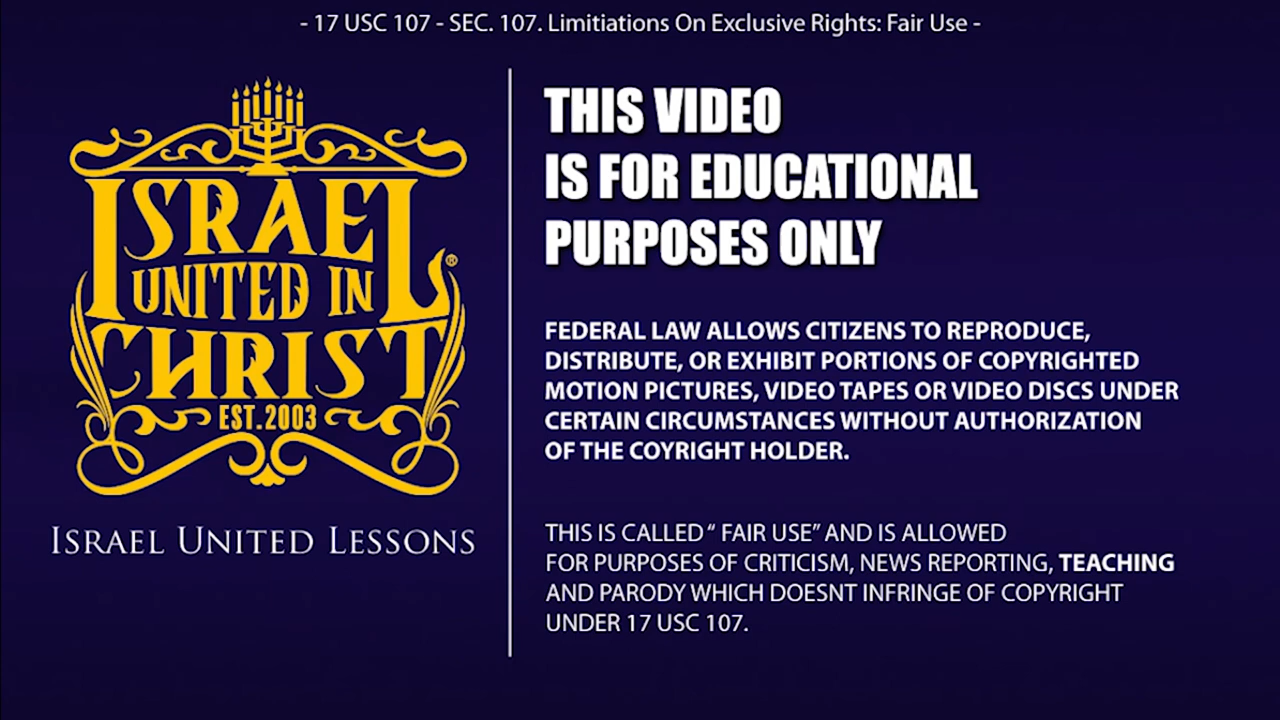 - 17 USC 107 - SEC. 107. Limitiations On Exclusive Rights: Fair Use -
ISRAEL
UNITED IN
CHRIST
®
EST.2003
ISRAEL UNITED LESSONS
THIS VIDEO
IS FOR EDUCATIONAL
PURPOSES ONLY
FEDERAL LAW ALLOWS CITIZENS TO REPRODUCE,
DISTRIBUTE, OR EXHIBIT PORTIONS OF COPYRIGHTED
MOTION PICTURES, VIDEO TAPES OR VIDEO DISCS UNDER
CERTAIN CIRCUMSTANCES WITHOUT AUTHORIZATION
OF THE COYRIGHT HOLDER.
THIS IS CALLED “ FAIR USE” AND IS ALLOWED
FOR PURPOSES OF CRITICISM, NEWS REPORTING, TEACHING
AND PARODY WHICH DOESNT INFRINGE OF COPYRIGHT
UNDER 17 USC 107.